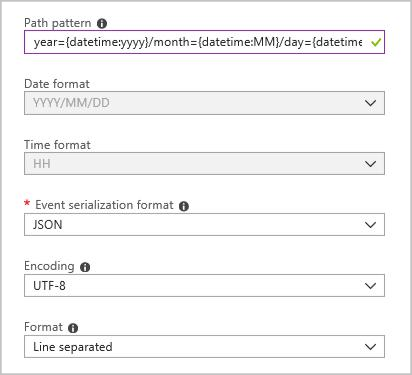 Path pattern
year={datetime:yyyy}/month={datetime:MM}/day={datetime
Date format
YYYY/MM/DD
Time format
HH
* Event serialization format
JSON
Encoding
UTF-8
Format
Line separated